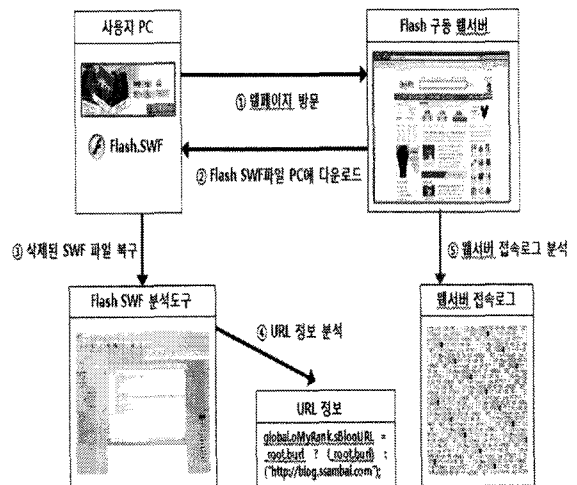 사용자 PC
Flash 구동 웹서버
① 웹페이지 방문
Flash.SWF
② Flash SWF파일 PC에 다운로드
③ 삭제된 SWF 파일 복구
⑤ 웹서버 접속로그 분석
Flash SWF 분석도구
웹서버 접속로그
④ URL 정보 분석
URL 정보
global.oMyRank.sBlogURL =
_root.burl ? (_root.burl) :
("http://blog.ssambai.com");